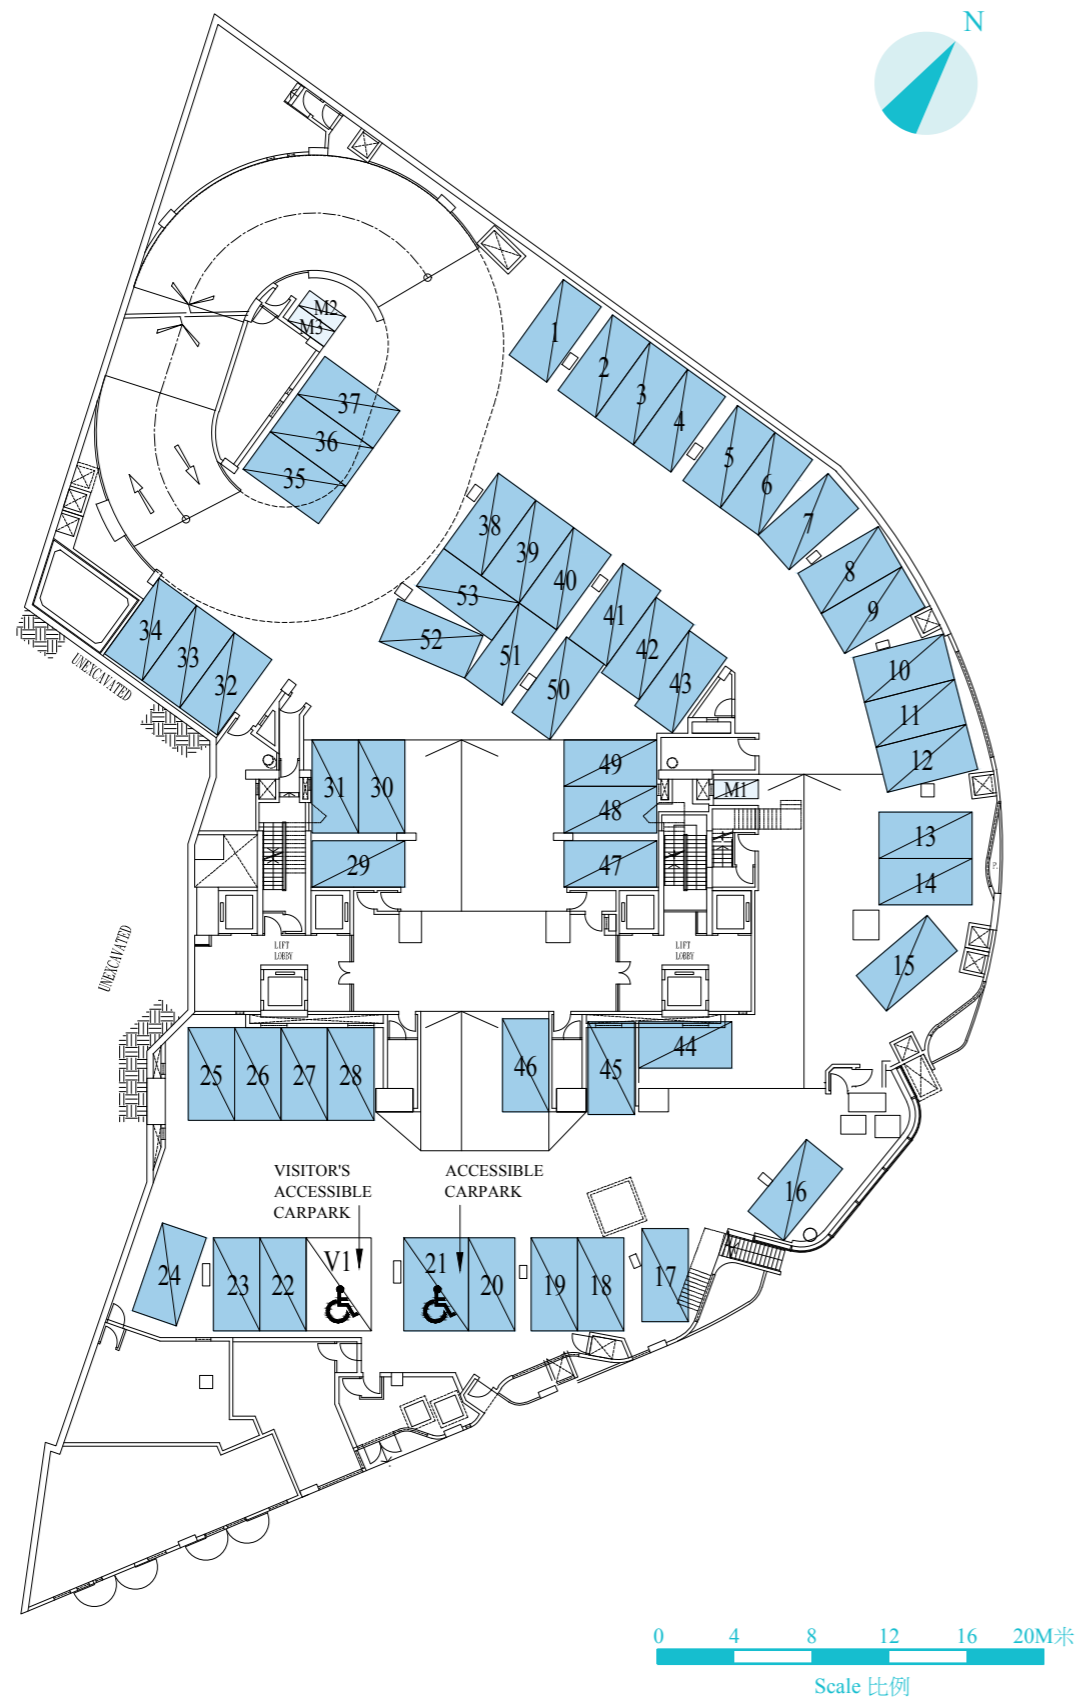 N
M2
M3
1
2
3
4
5
6
7
8
9
10
11
12
13
14
15
16
17
18
19
20
21
22
23
24
25
26
27
28
29
30
31
32
33
34
35
36
37
38
39
40
41
42
43
44
45
46
47
48
49
50
51
52
53
M1
V1
UNEXCAVATED
UNEXCAVATED
LIFT
LOBBY
LIFT
LOBBY
VISITOR'S
ACCESSIBLE
CARPARK
ACCESSIBLE
CARPARK
0 4 8 12 16 20M米
Scale 比例